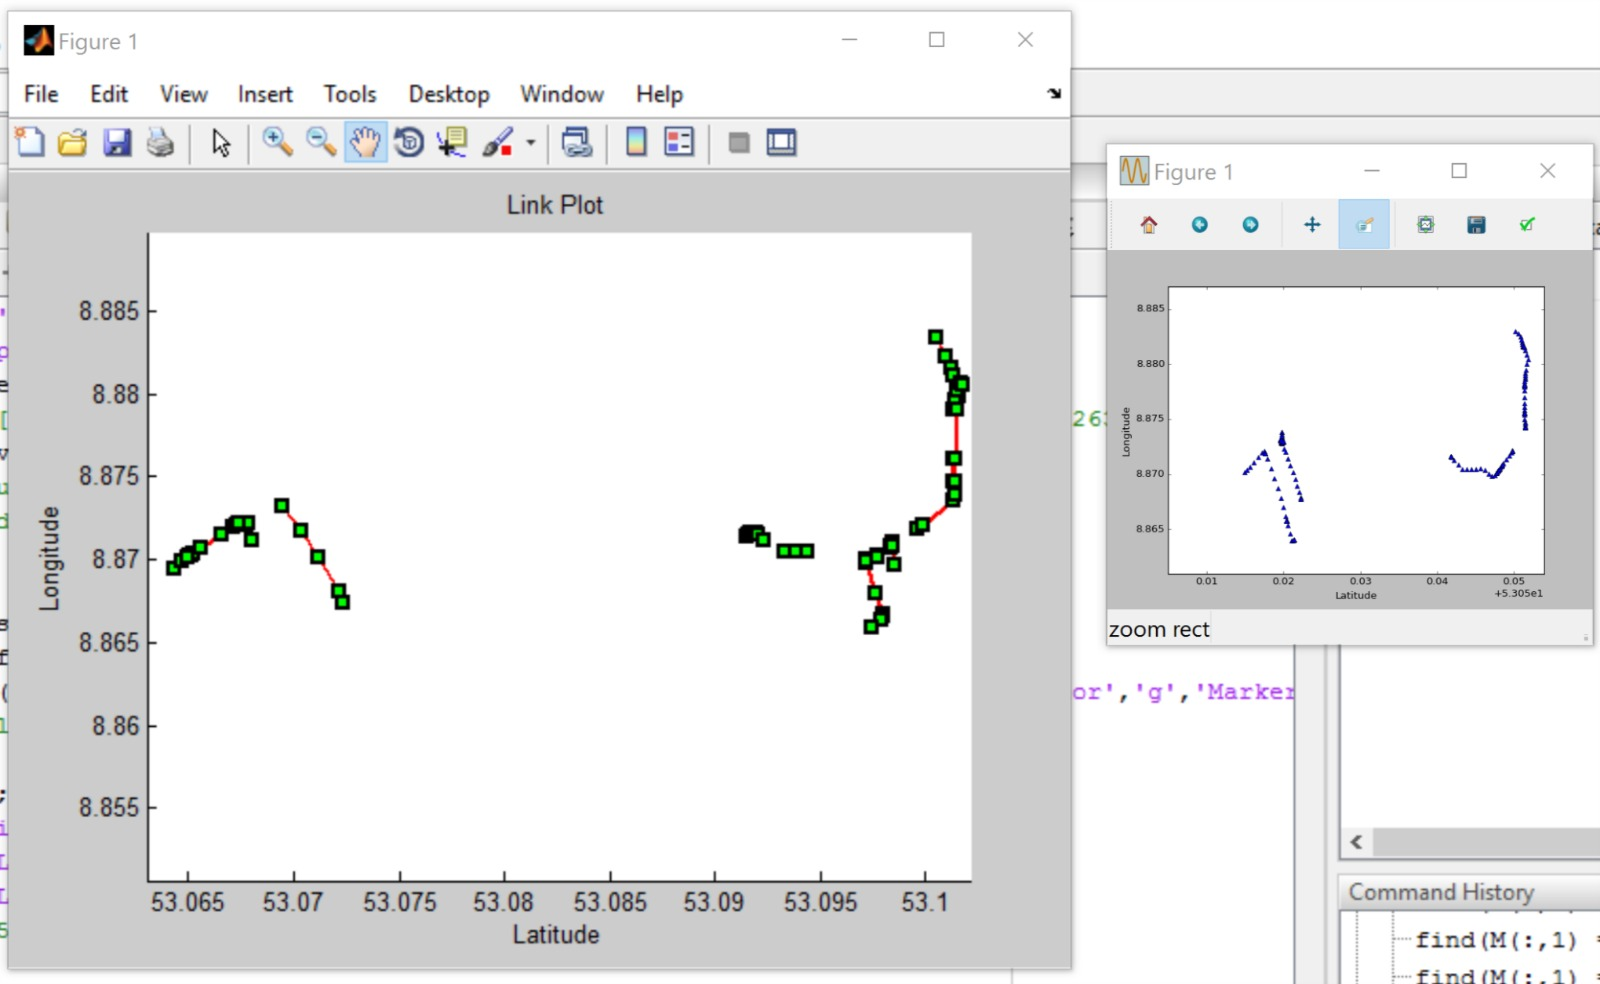 Figure 1
File Edit View Insert Tools Desktop Window Help
Link Plot
8.885
8.88
8.875
8.87
8.865
8.86
8.855
Longitude
53.065 53.07 53.075 53.08 53.085 53.09 53.095 53.1
Latitude
Figure 1
8.885
8.880
8.875
8.870
8.865
Longitude
0.01 0.02 0.03 0.04 0.05
+5.305e1
Latitude
zoom rect
or','g','Marker
Command History
find(M(:,1)
find(M(:,1)